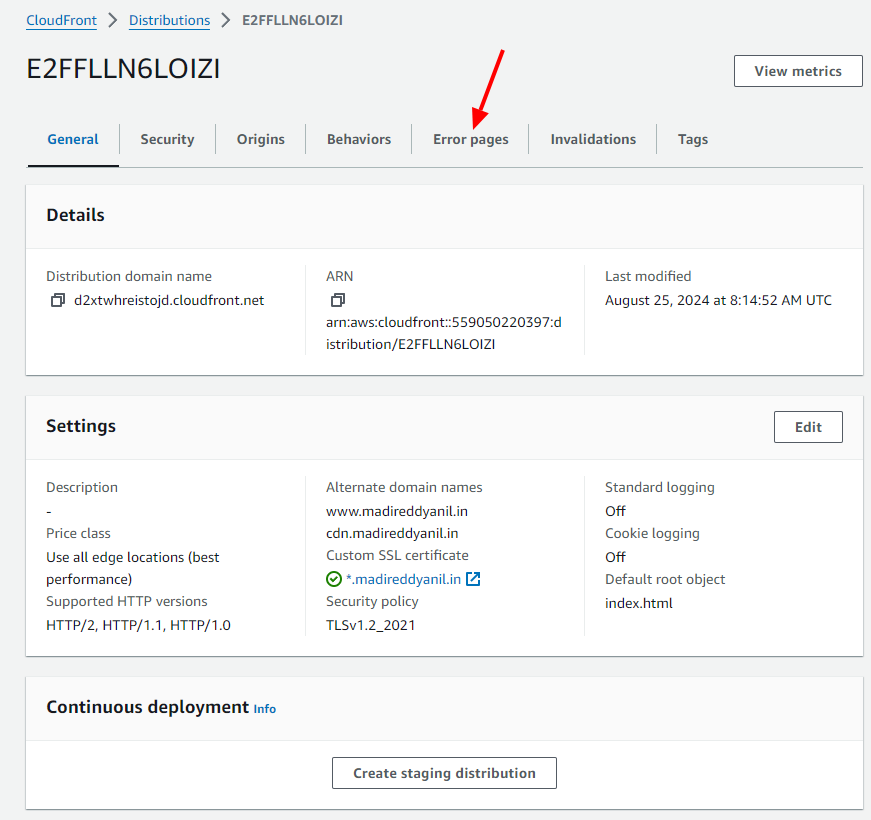 CloudFront > Distributions > E2FFLLN6LOIZI
E2FFLLN6LOIZI
View metrics
General Security Origins Behaviors Error pages Invalidations Tags
Details
Distribution domain name
d2xtwhreistojd.cloudfront.net
ARN
arn:aws:cloudfront::559050220397:d
istribution/E2FFLLN6LOIZI
Last modified
August 25, 2024 at 8:14:52 AM UTC
Settings
Edit
Description
-
Price class
Use all edge locations (best
performance)
Supported HTTP versions
HTTP/2, HTTP/1.1, HTTP/1.0
Alternate domain names
www.madireddyanil.in
cdn.madireddyanil.in
Custom SSL certificate
*.madireddyanil.in
Security policy
TLSv1.2_2021
Standard logging
Off
Cookie logging
Off
Default root object
index.html
Continuous deployment Info
Create staging distribution